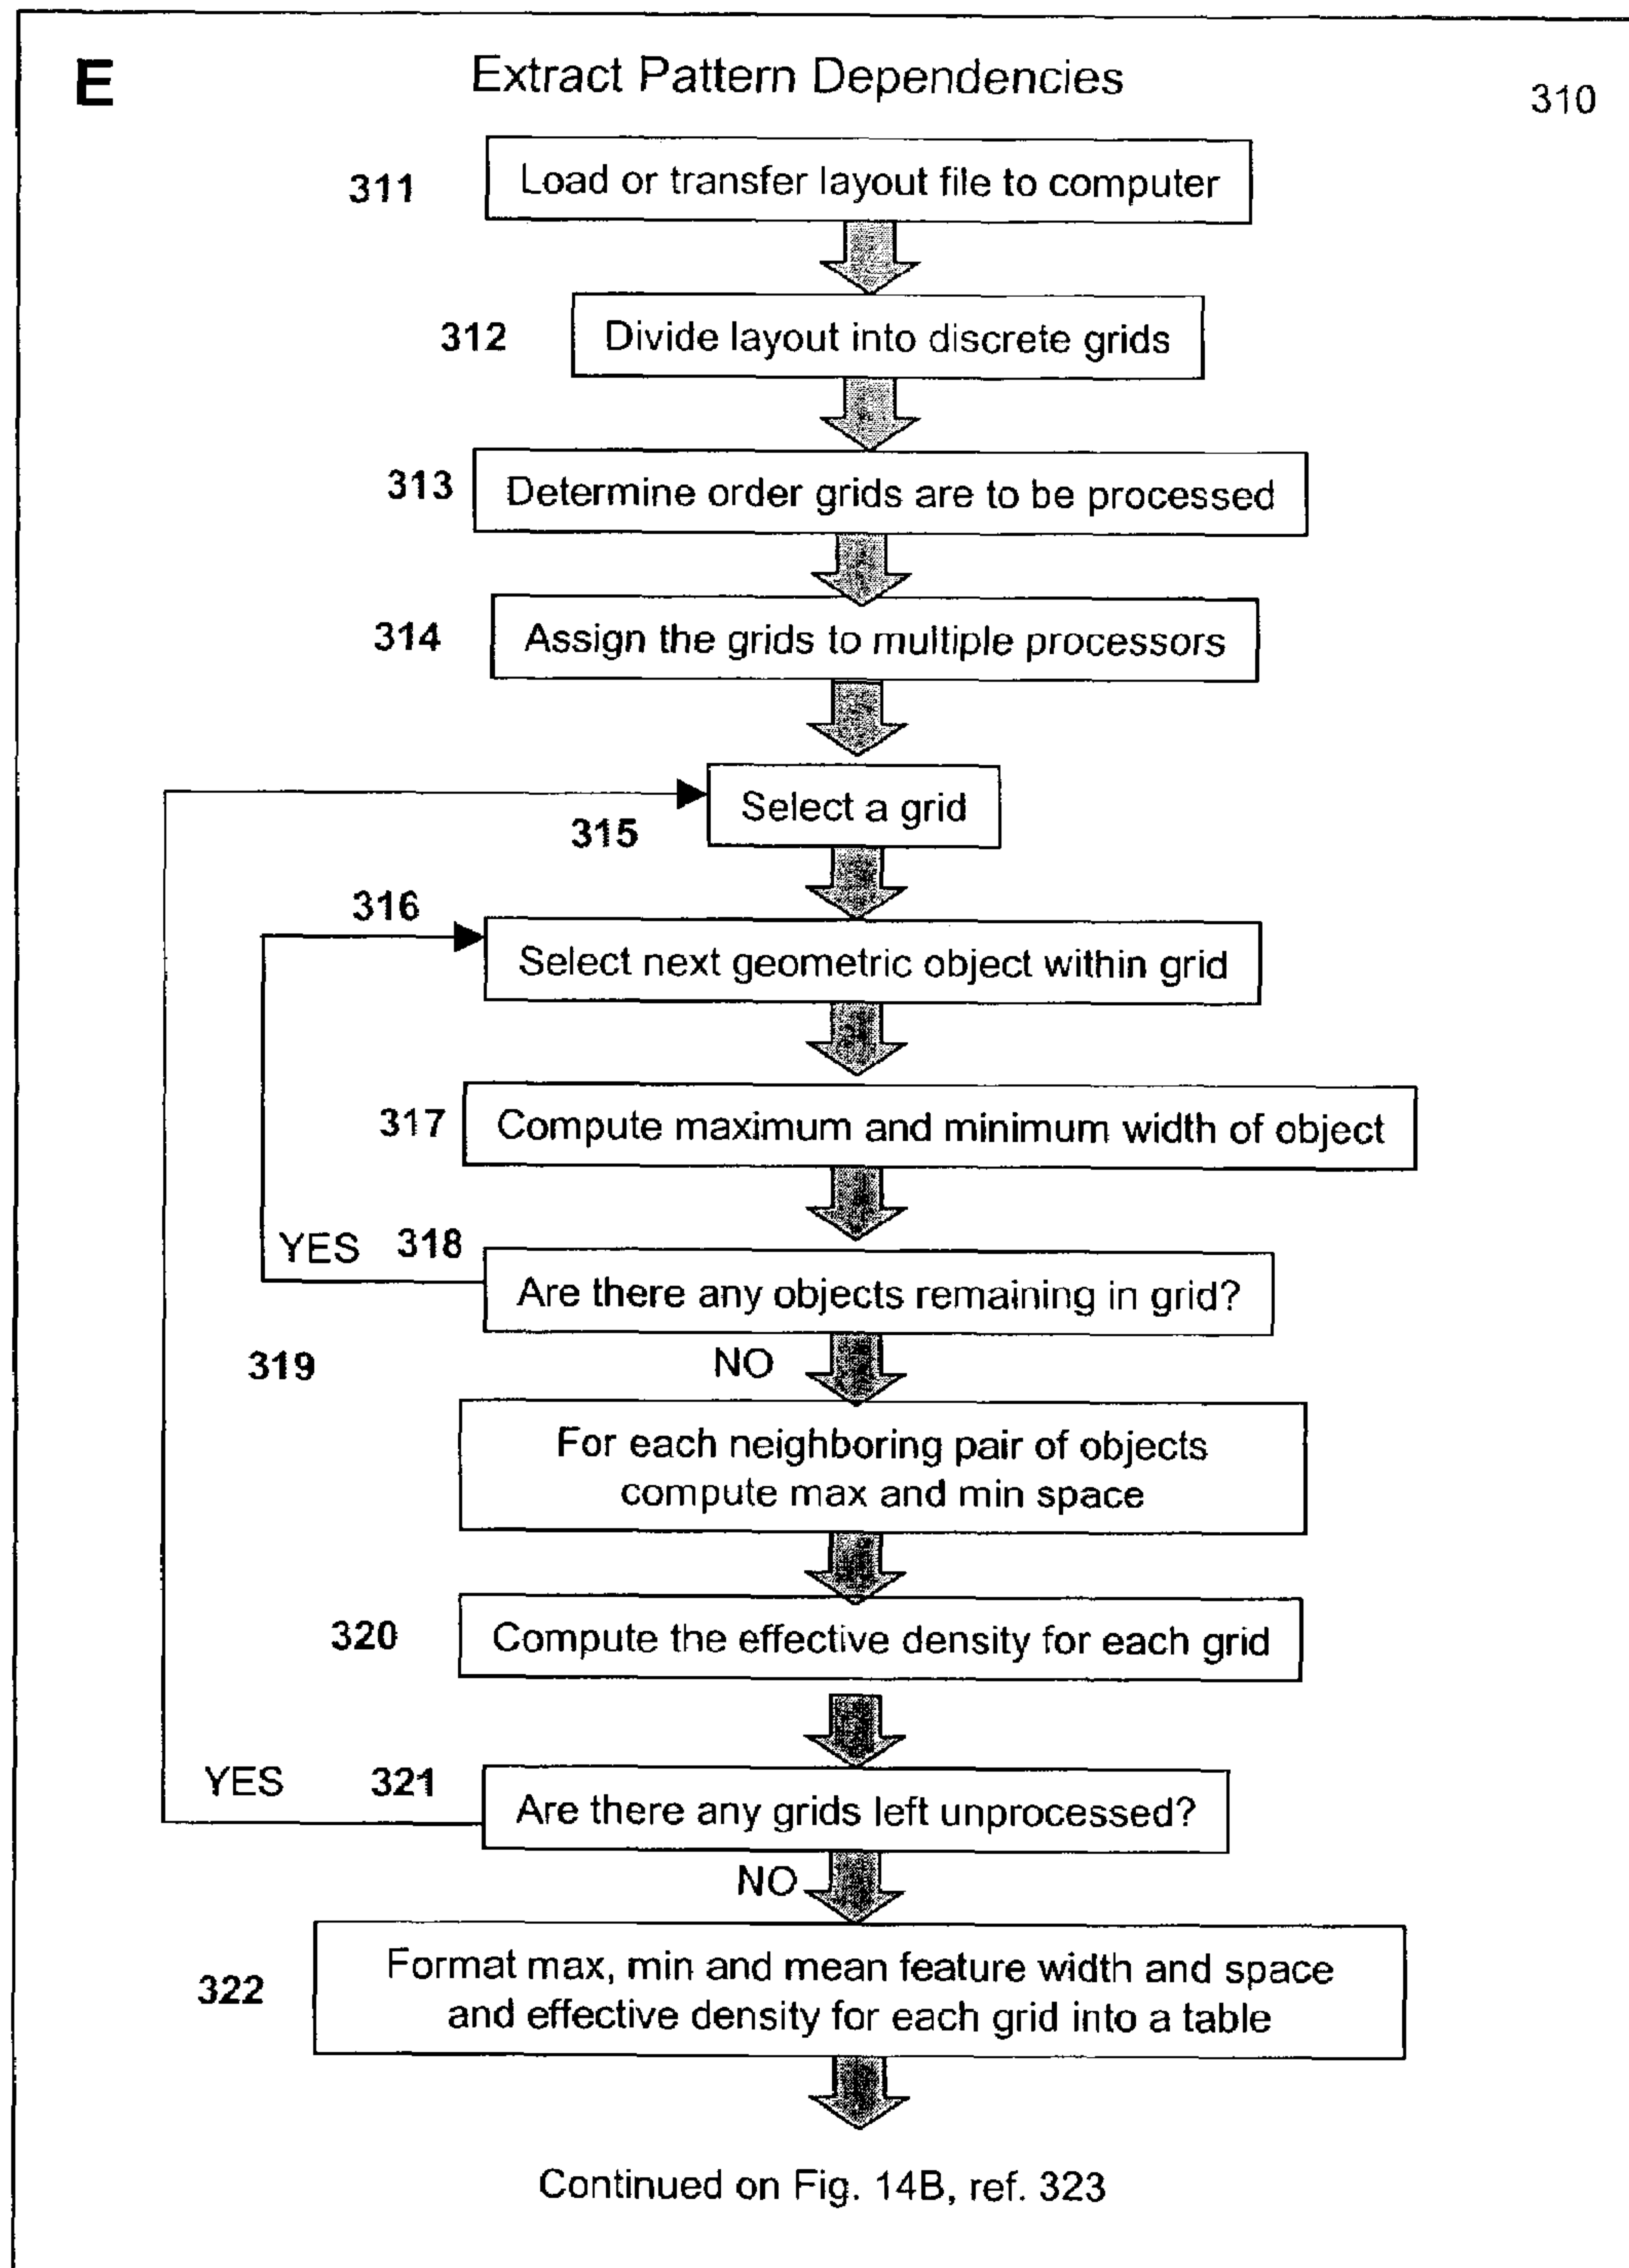 E
Extract Pattern Dependencies
310
311
Load or transfer layout file to computer
312
Divide layout into discrete grids
313
Determine order grids are to be processed
314
Assign the grids to multiple processors
Select a grid
315
316
Select next geometric object within grid
317
Compute maximum and minimum width of object
YES
318
Are there any objects remaining in grid?
319
NO
For each neighboring pair of objects
compute max and min space
320
Compute the effective density for each grid
YES
321
Are there any grids left unprocessed?
NO
322
Format max, min and mean feature width and space
and effective density for each grid into a table
Continued on Fig. 14B, ref. 323